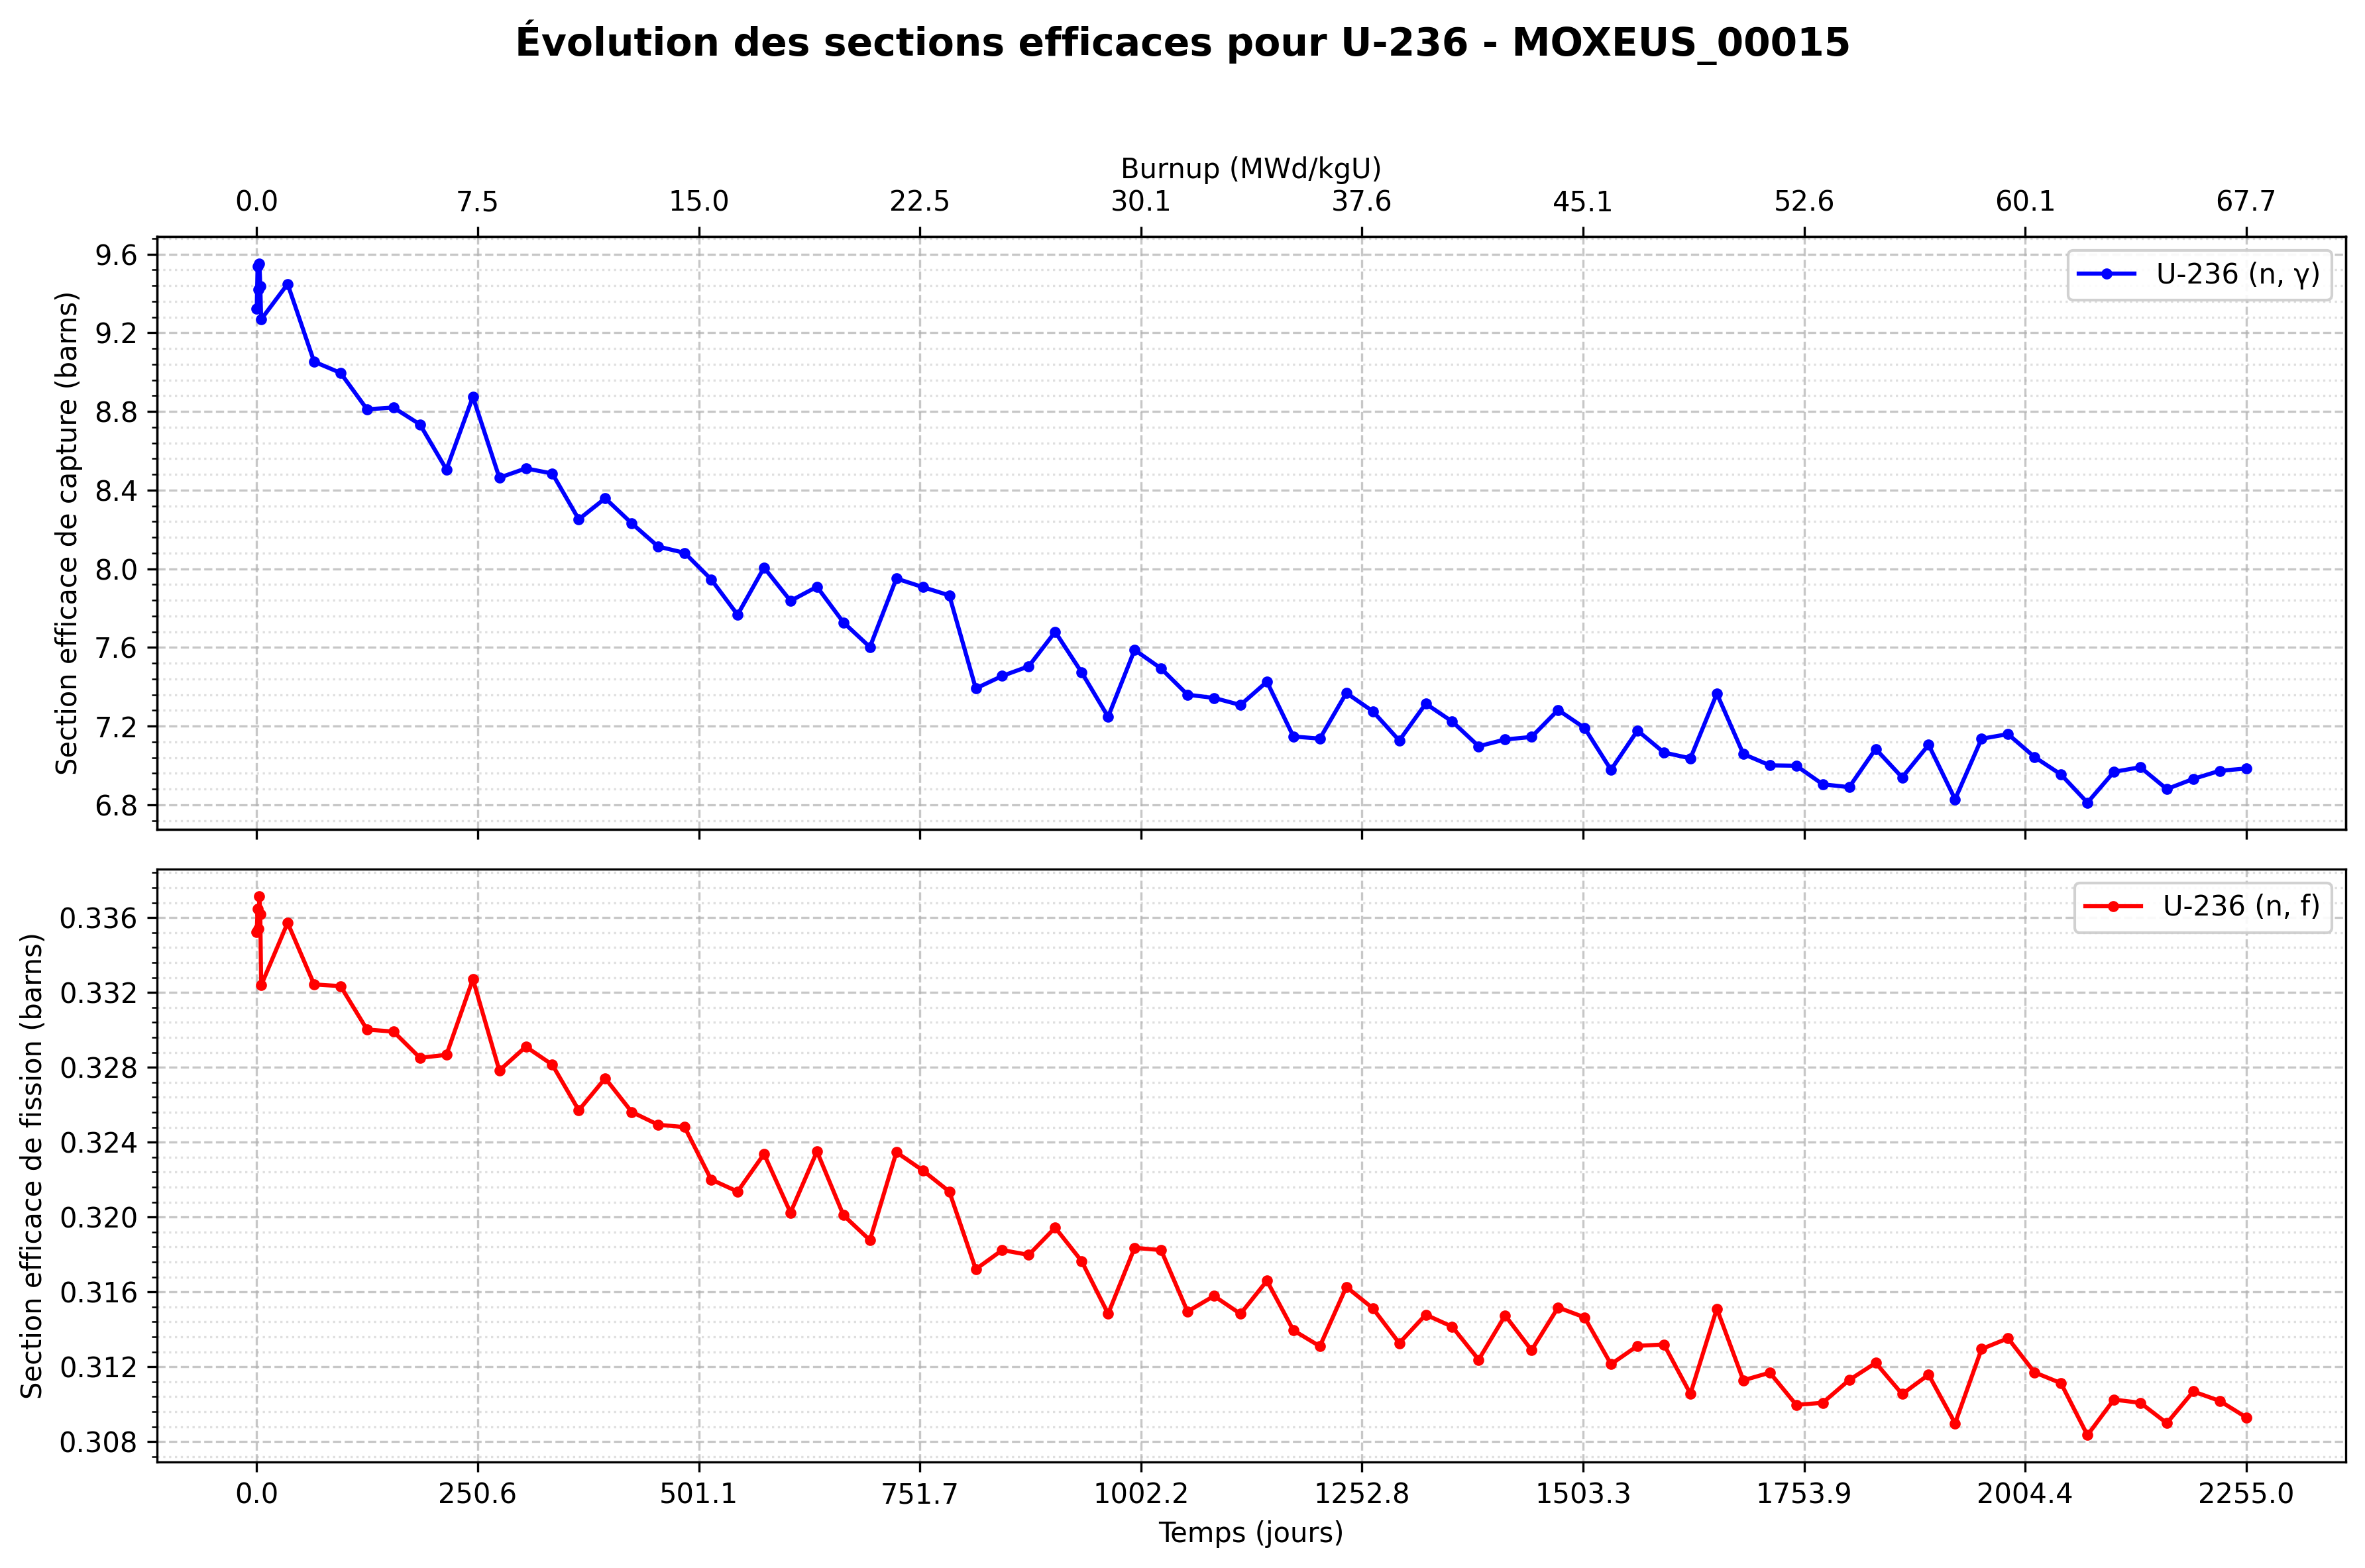 Évolution des sections efficaces pour U-236 - MOXEUS_00015
Burnup (MWd/kgU)
0.0 7.5 15.0 22.5 30.1 37.6 45.1 52.6 60.1 67.7
Section efficace de capture (barns)
9.6
9.2
8.8
8.4
8.0
7.6
7.2
6.8
U-236 (n, γ)
Section efficace de fission (barns)
0.336
0.332
0.328
0.324
0.320
0.316
0.312
0.308
U-236 (n, f)
0.0 250.6 501.1 751.7 1002.2 1252.8 1503.3 1753.9 2004.4 2255.0
Temps (jours)